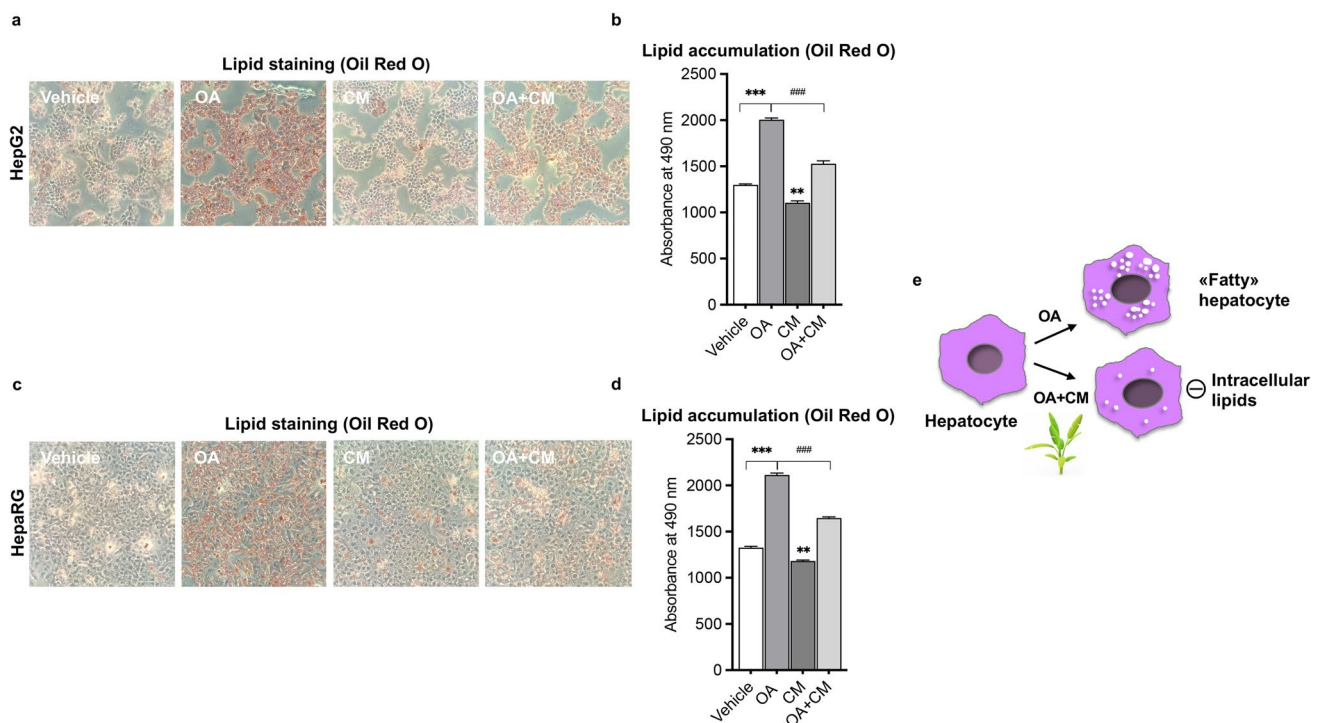 a
Lipid staining (Oil Red O)
HepG2
Vehicle
OA
CM
OA+CM
b
Lipid accumulation (Oil Red O)
Absorbance at 490 nm
2500
2000
1500
1000
500
0
***
###
**
Vehicle
OA
CM
OA+CM
c
Lipid staining (Oil Red O)
HepaRG
Vehicle
OA
CM
OA+CM
d
Lipid accumulation (Oil Red O)
Absorbance at 490 nm
2500
2000
1500
1000
500
0
***
###
**
Vehicle
OA
CM
OA+CM
e
Hepatocyte
OA
OA+CM
«Fatty»
hepatocyte
Intracellular
lipids